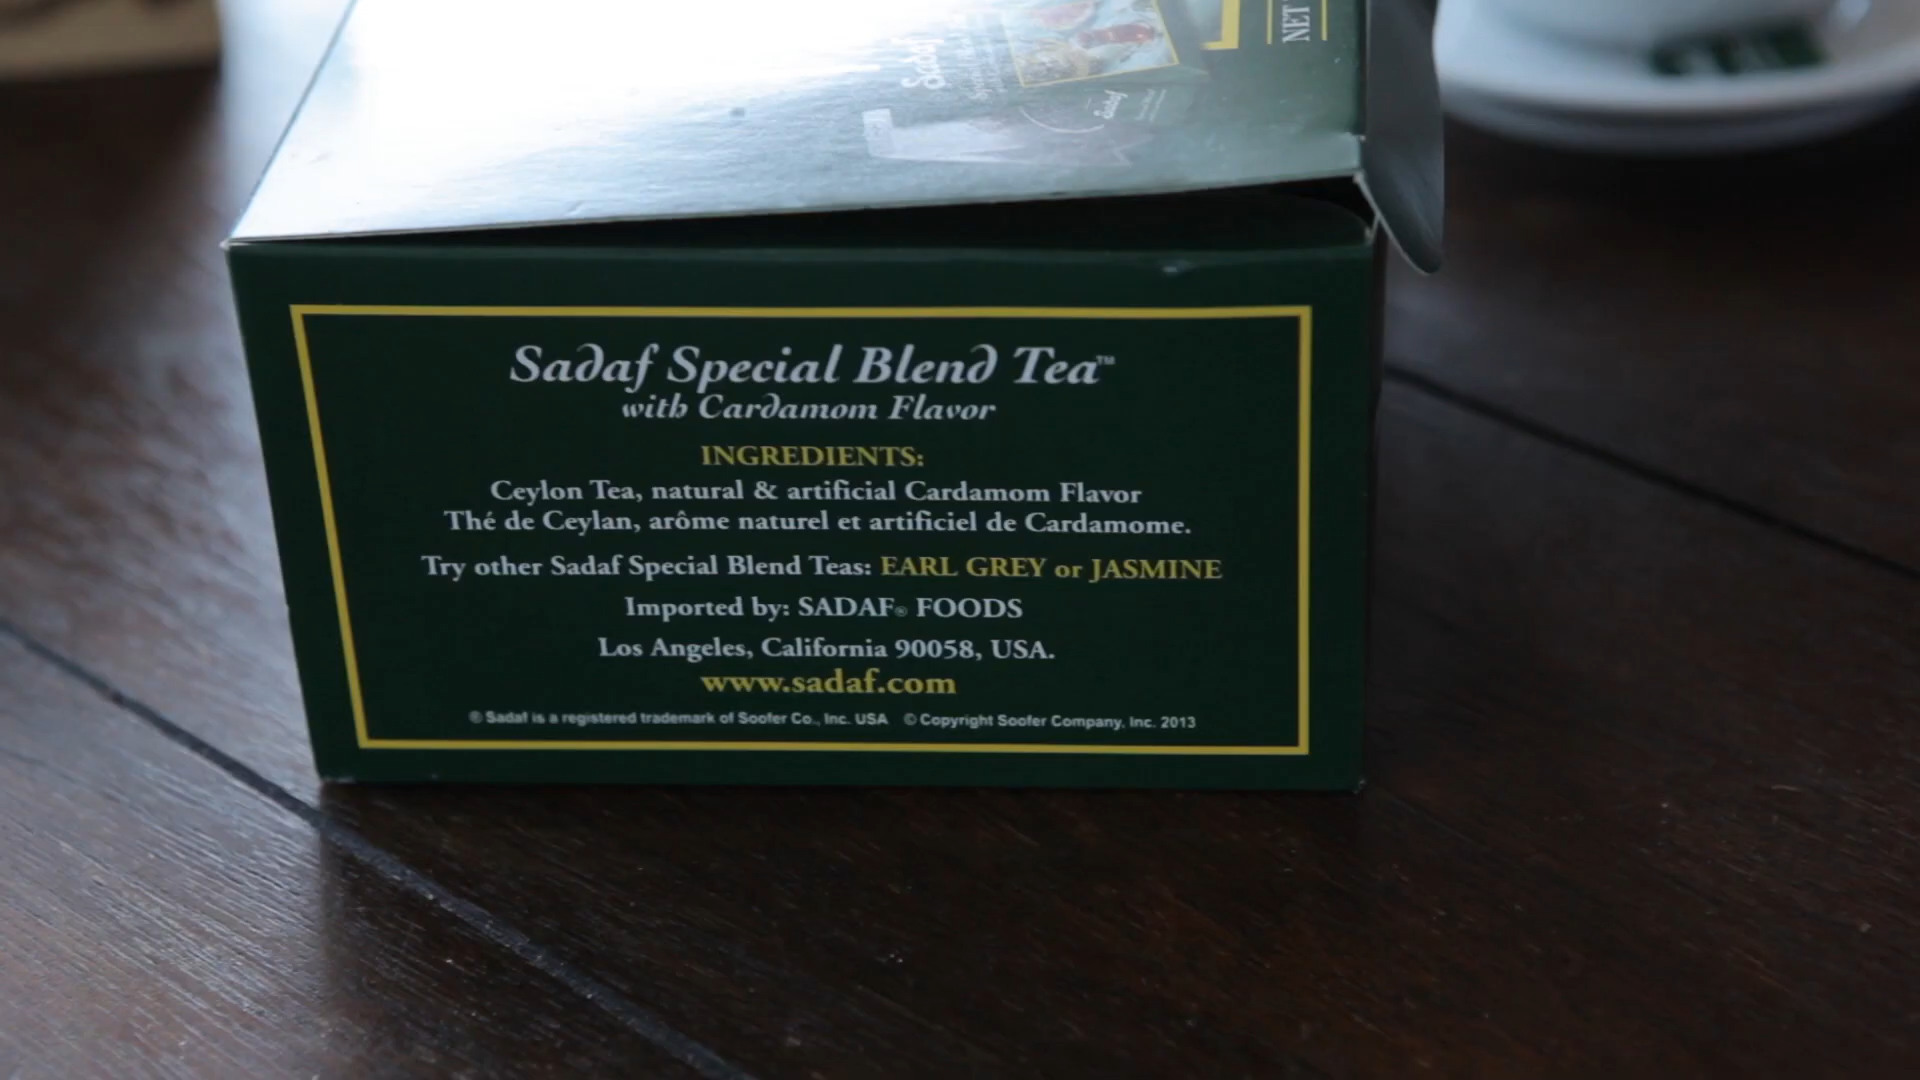 Sadaf
Sadaf
NET
Sadaf Special Blend Tea™
with Cardamom Flavor
INGREDIENTS:
Ceylon Tea, natural & artificial Cardamom Flavor
Thé de Ceylan, arôme naturel et artificiel de Cardamome.
Try other Sadaf Special Blend Teas: EARL GREY or JASMINE
Imported by: SADAF® FOODS
Los Angeles, California 90058, USA.
www.sadaf.com
® Sadaf is a registered trademark of Soofer Co., Inc. USA © Copyright Soofer Company, Inc. 2013